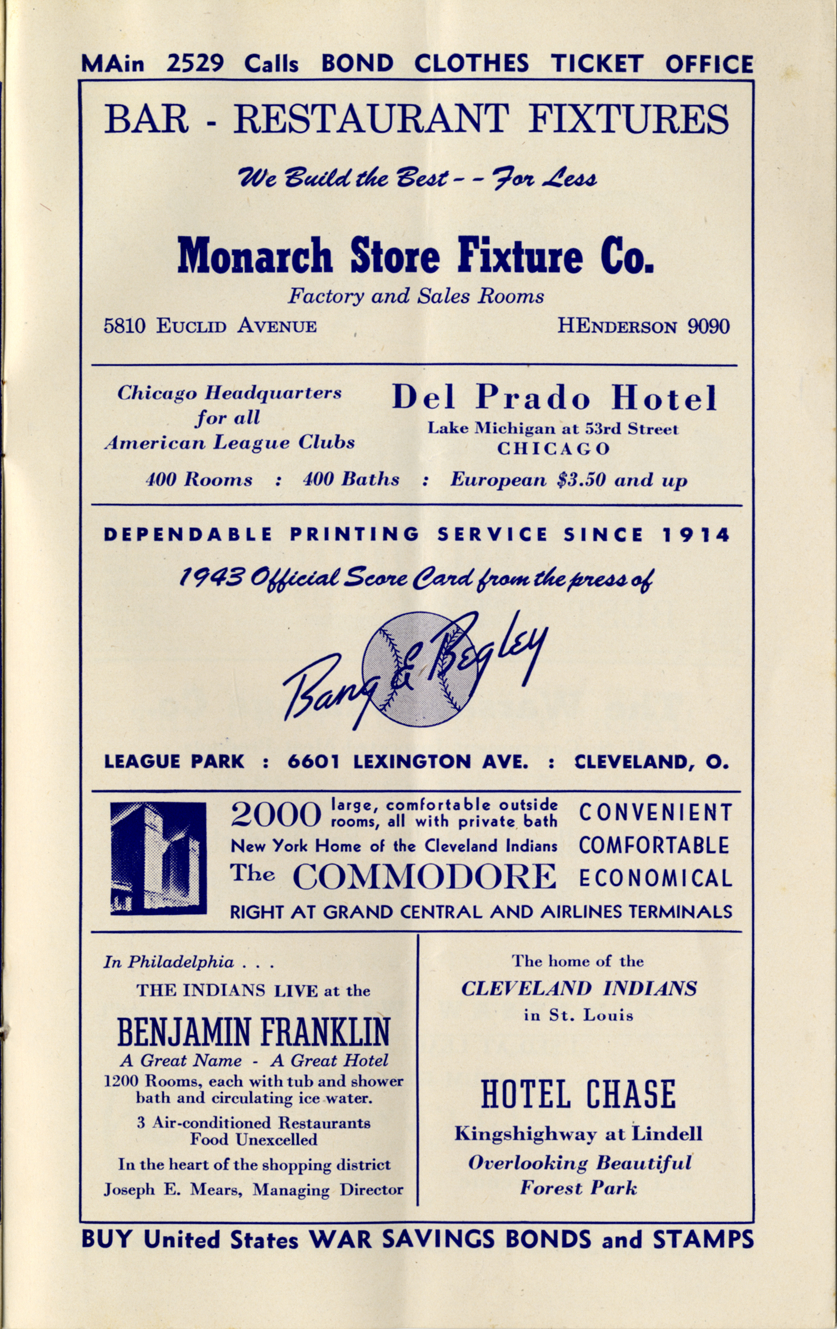 MAin 2529 Calls BOND CLOTHES TICKET OFFICE
BAR - RESTAURANT FIXTURES
We Build the Best - - For Less
Monarch Store Fixture Co.
Factory and Sales Rooms
5810 EUCLID AVENUE HENDERSON 9090
Chicago Headquarters
for all
American League Clubs
Del Prado Hotel
Lake Michigan at 53rd Street
CHICAGO
400 Rooms : 400 Baths : European $3.50 and up
DEPENDABLE PRINTING SERVICE SINCE 1914
1943 Official Score Card from the press of
Bang & Begley
LEAGUE PARK : 6601 LEXINGTON AVE. : CLEVELAND, O.
2000 large, comfortable outside
rooms, all with private bath
New York Home of the Cleveland Indians
The COMMODORE
CONVENIENT
COMFORTABLE
ECONOMICAL
RIGHT AT GRAND CENTRAL AND AIRLINES TERMINALS
In Philadelphia . . .
THE INDIANS LIVE at the
BENJAMIN FRANKLIN
A Great Name - A Great Hotel
1200 Rooms, each with tub and shower
bath and circulating ice water.
3 Air-conditioned Restaurants
Food Unexcelled
In the heart of the shopping district
Joseph E. Mears, Managing Director
The home of the
CLEVELAND INDIANS
in St. Louis
HOTEL CHASE
Kingshighway at Lindell
Overlooking Beautiful
Forest Park
BUY United States WAR SAVINGS BONDS and STAMPS